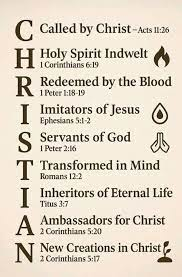 C Called by Christ – Acts 11:26
H Holy Spirit Indwelt
1 Corinthians 6:19
R Redeemed by the Blood
1 Peter 1:18-19
I Imitators of Jesus
Ephesians 5:1-2
S Servants of God
1 Peter 2:16
T Transformed in Mind
Romans 12:2
I Inheritors of Eternal Life
Titus 3:7
A Ambassadors for Christ
2 Corinthians 5:20
N New Creations in Christ
2 Corinthians 5:17